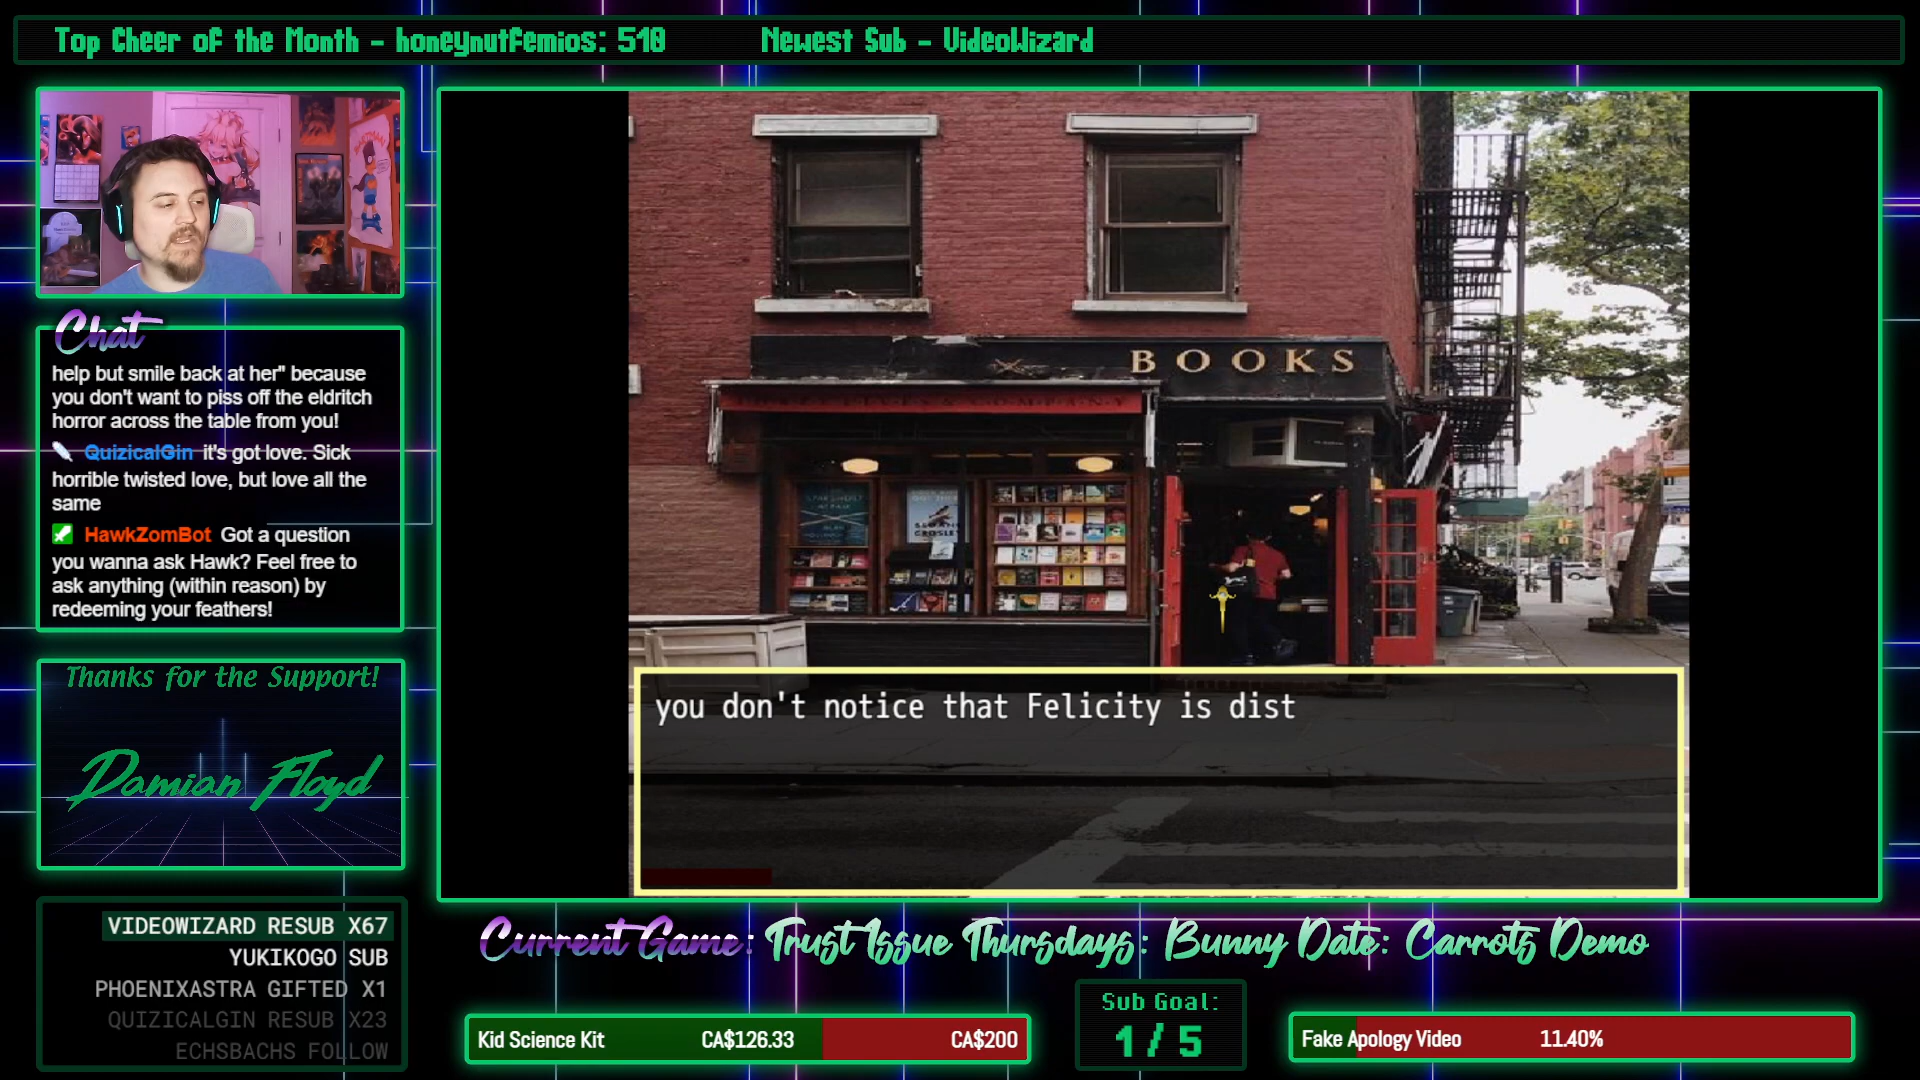 Top Cheer of the Month - honeynutfemios: 510
Newest Sub - VideoWizard
Chat
help but smile back at her" because
you don't want to piss off the eldritch
horror across the table from you!
QuizicalGin it's got love. Sick
horrible twisted love, but love all the
same
HawkZomBot Got a question
you wanna ask Hawk? Feel free to
ask anything (within reason) by
redeeming your feathers!
Thanks for the Support!
Damian Floyd
VIDEOWIZARD RESUB X67
YUKIKOGO SUB
PHOENIXASTRA GIFTED X1
QUIZICALGIN RESUB X23
ECHSBACHS FOLLOW
BOOKS
you don't notice that Felicity is dist
Current Game: Trust Issue Thursdays: Bunny Date: Carrots Demo
Kid Science Kit CA$126.33 CA$200
Sub Goal:
1 / 5
Fake Apology Video 11.40%